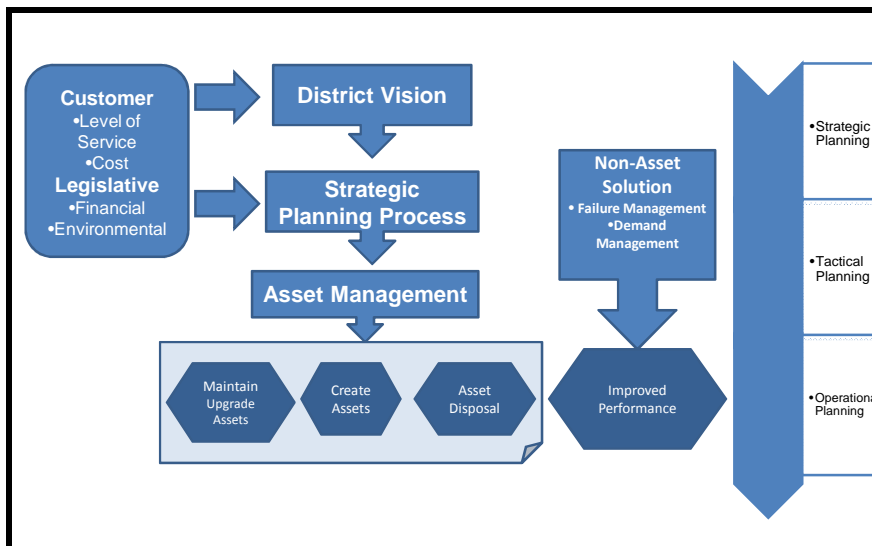 Customer
•Level of
Service
•Cost
Legislative
•Financial
•Environmental
District Vision
Strategic
Planning Process
Asset Management
Maintain
Upgrade
Assets
Create
Assets
Asset
Disposal
Non-Asset
Solution
• Failure Management
•Demand
Management
Improved
Performance
•Strategic
Planning
•Tactical
Planning
•Operationa
Planning